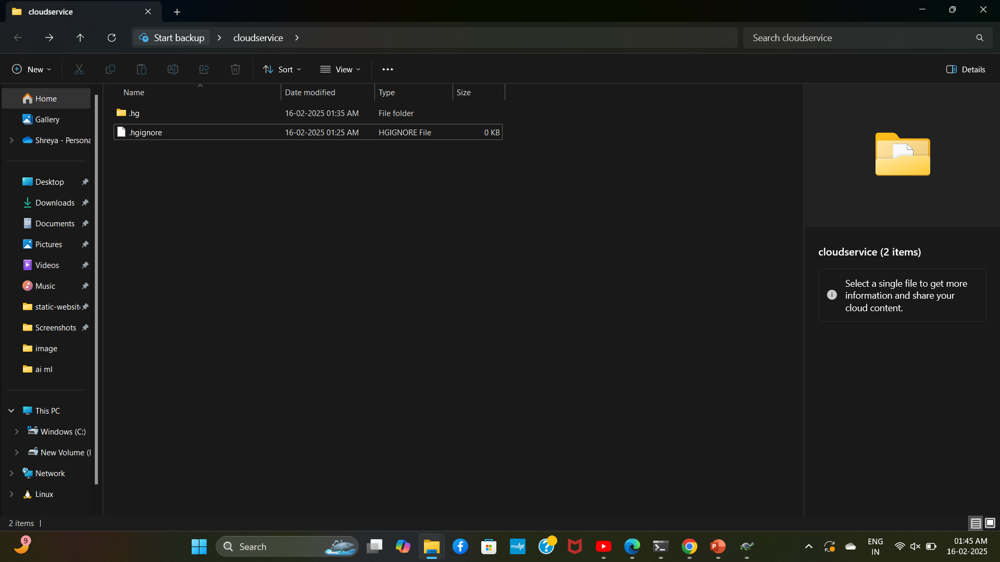 cloudservice
Start backup
cloudservice
Search cloudservice
New
Sort
View
Details
Name
Date modified
Type
Size
.hg
16-02-2025 01:35 AM
File folder
.hgignore
16-02-2025 01:25 AM
HGIGNORE File
0 KB
Home
Gallery
Shreya - Persona
Desktop
Downloads
Documents
Pictures
Videos
Music
static-websit
Screenshots
image
ai ml
This PC
Windows (C:)
New Volume (
Network
Linux
cloudservice (2 items)
Select a single file to get more
information and share your
cloud content.
2 items
9
Search
myhp
ENG
IN
01:45 AM
16-02-2025